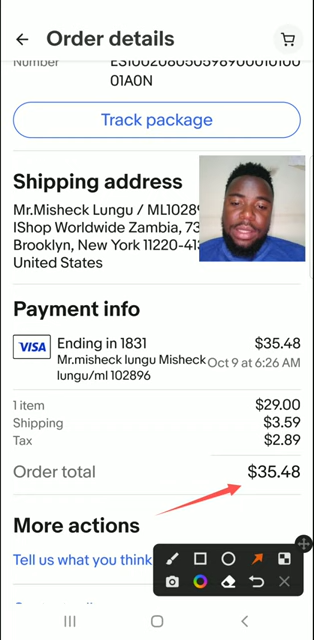 Order details
Number
ES10020805059890001010­0
01A0N
Track package
Shipping address
Mr.Misheck Lungu / ML1028
IShop Worldwide Zambia, 73
Brooklyn, New York 11220-41
United States
Payment info
VISA
Ending in 1831
$35.48
Mr.misheck lungu Misheck
Oct 9 at 6:26 AM
lungu/ml 102896
1 item
$29.00
Shipping
$3.59
Tax
$2.89
Order total
$35.48
More actions
Tell us what you think